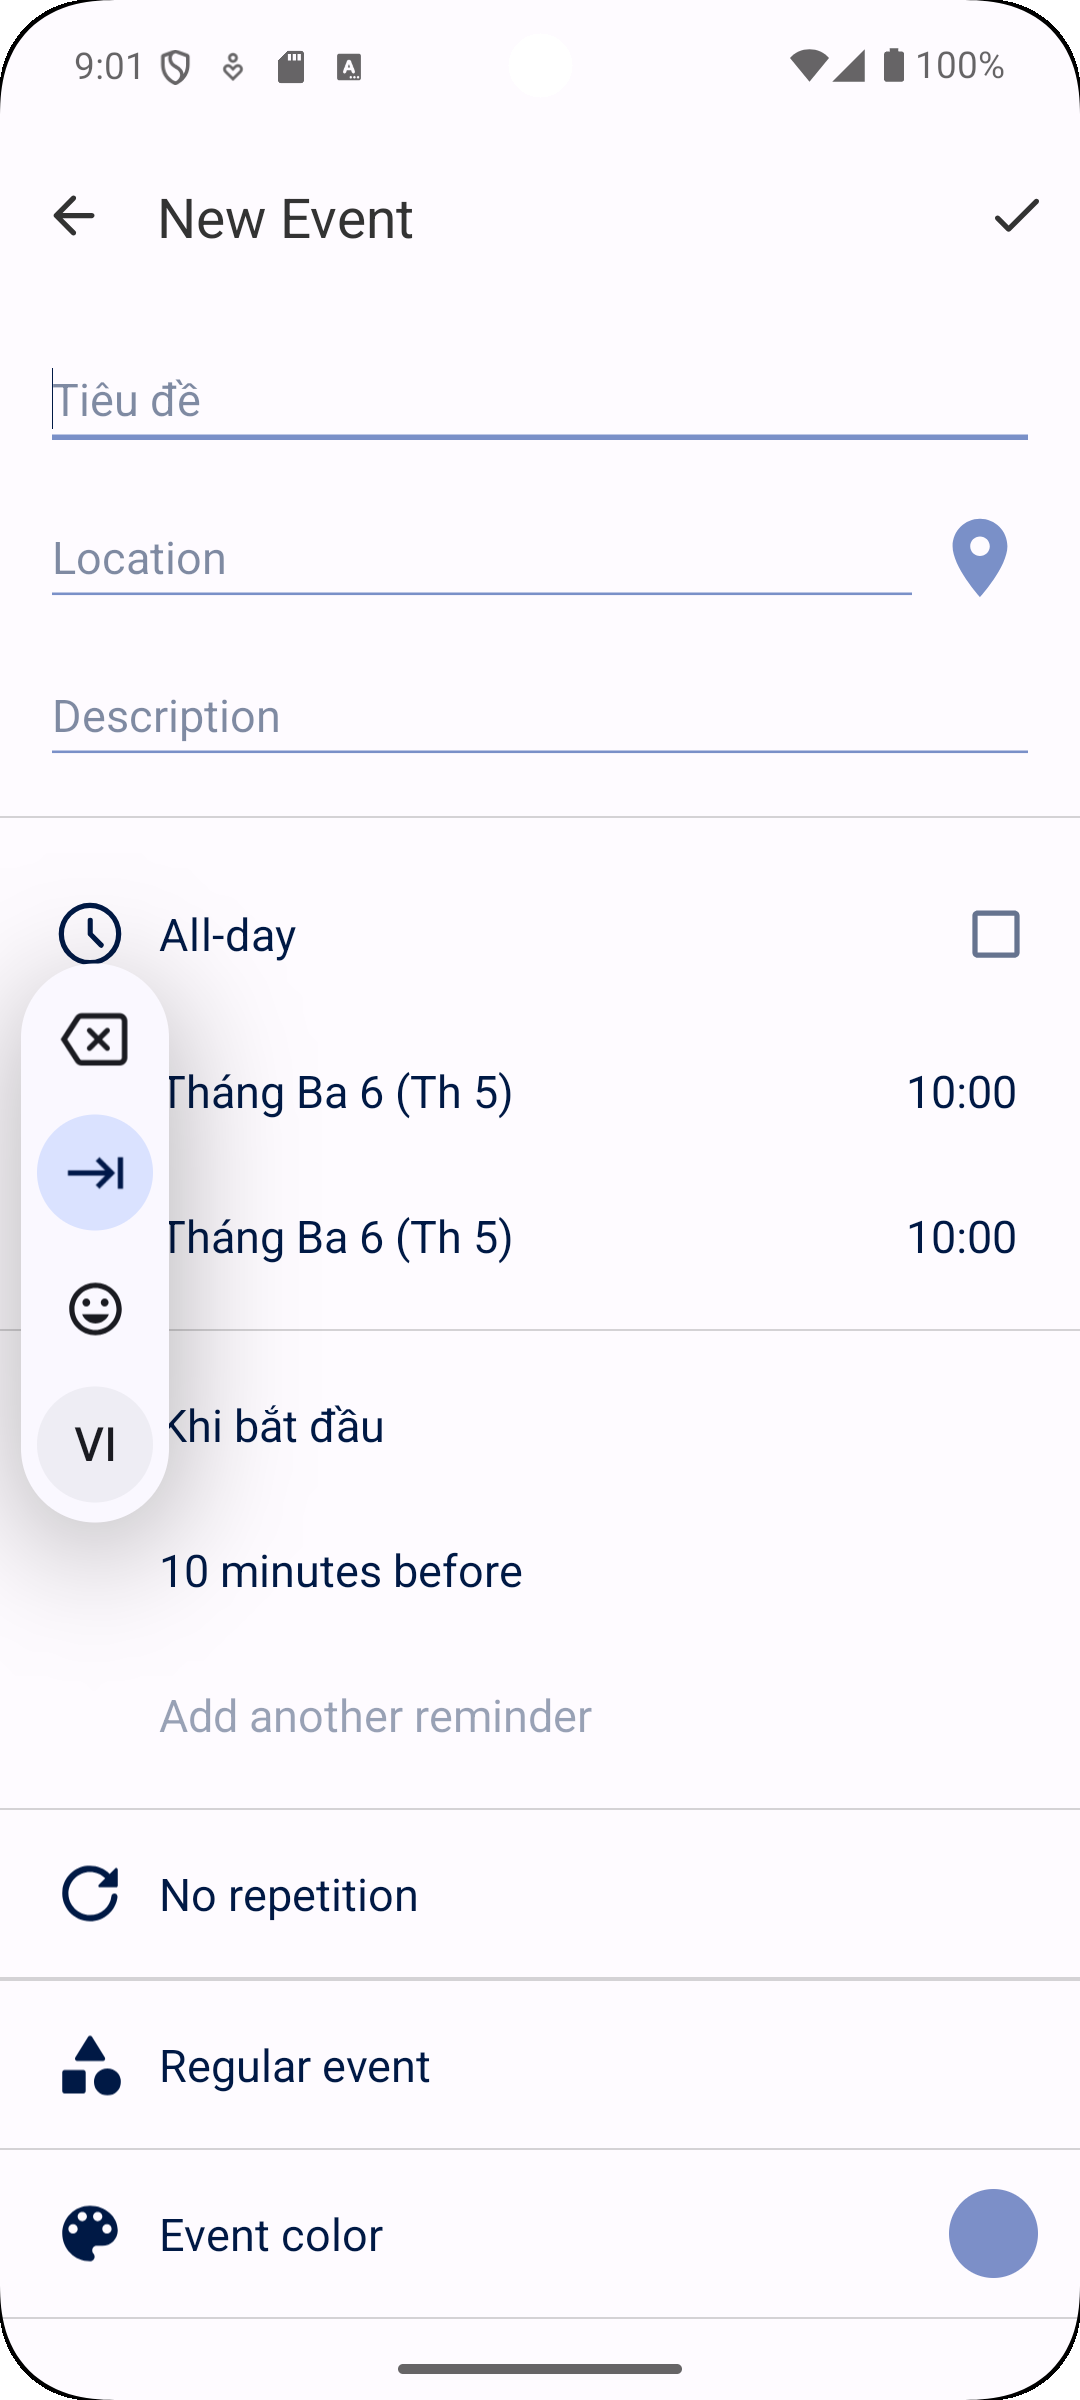 9:01
100%
New Event
Tiêu đề
Location
Description
All-day
Tháng Ba 6 (Th 5)
10:00
Tháng Ba 6 (Th 5)
10:00
Khi bắt đầu
VI
10 minutes before
Add another reminder
No repetition
Regular event
Event color